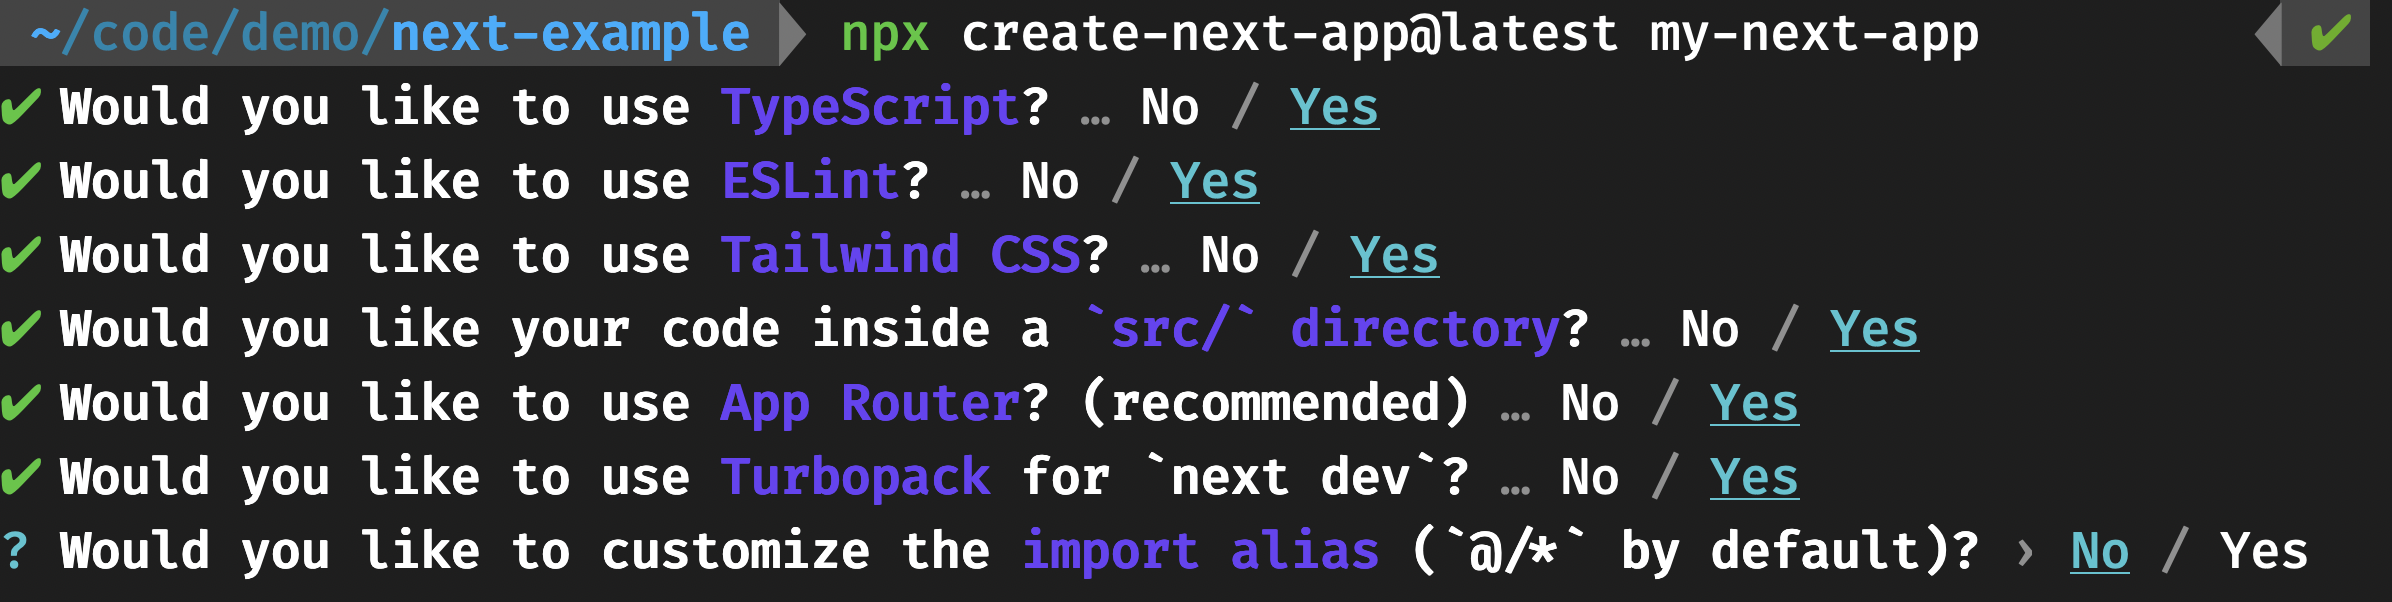 ~/code/demo/next-example npx create-next-app@latest my-next-app ✔
✔ Would you like to use TypeScript? … No / Yes
✔ Would you like to use ESLint? … No / Yes
✔ Would you like to use Tailwind CSS? … No / Yes
✔ Would you like your code inside a `src/` directory? … No / Yes
✔ Would you like to use App Router? (recommended) … No / Yes
✔ Would you like to use Turbopack for `next dev`? … No / Yes
? Would you like to customize the import alias (`@/*` by default)? › No / Yes